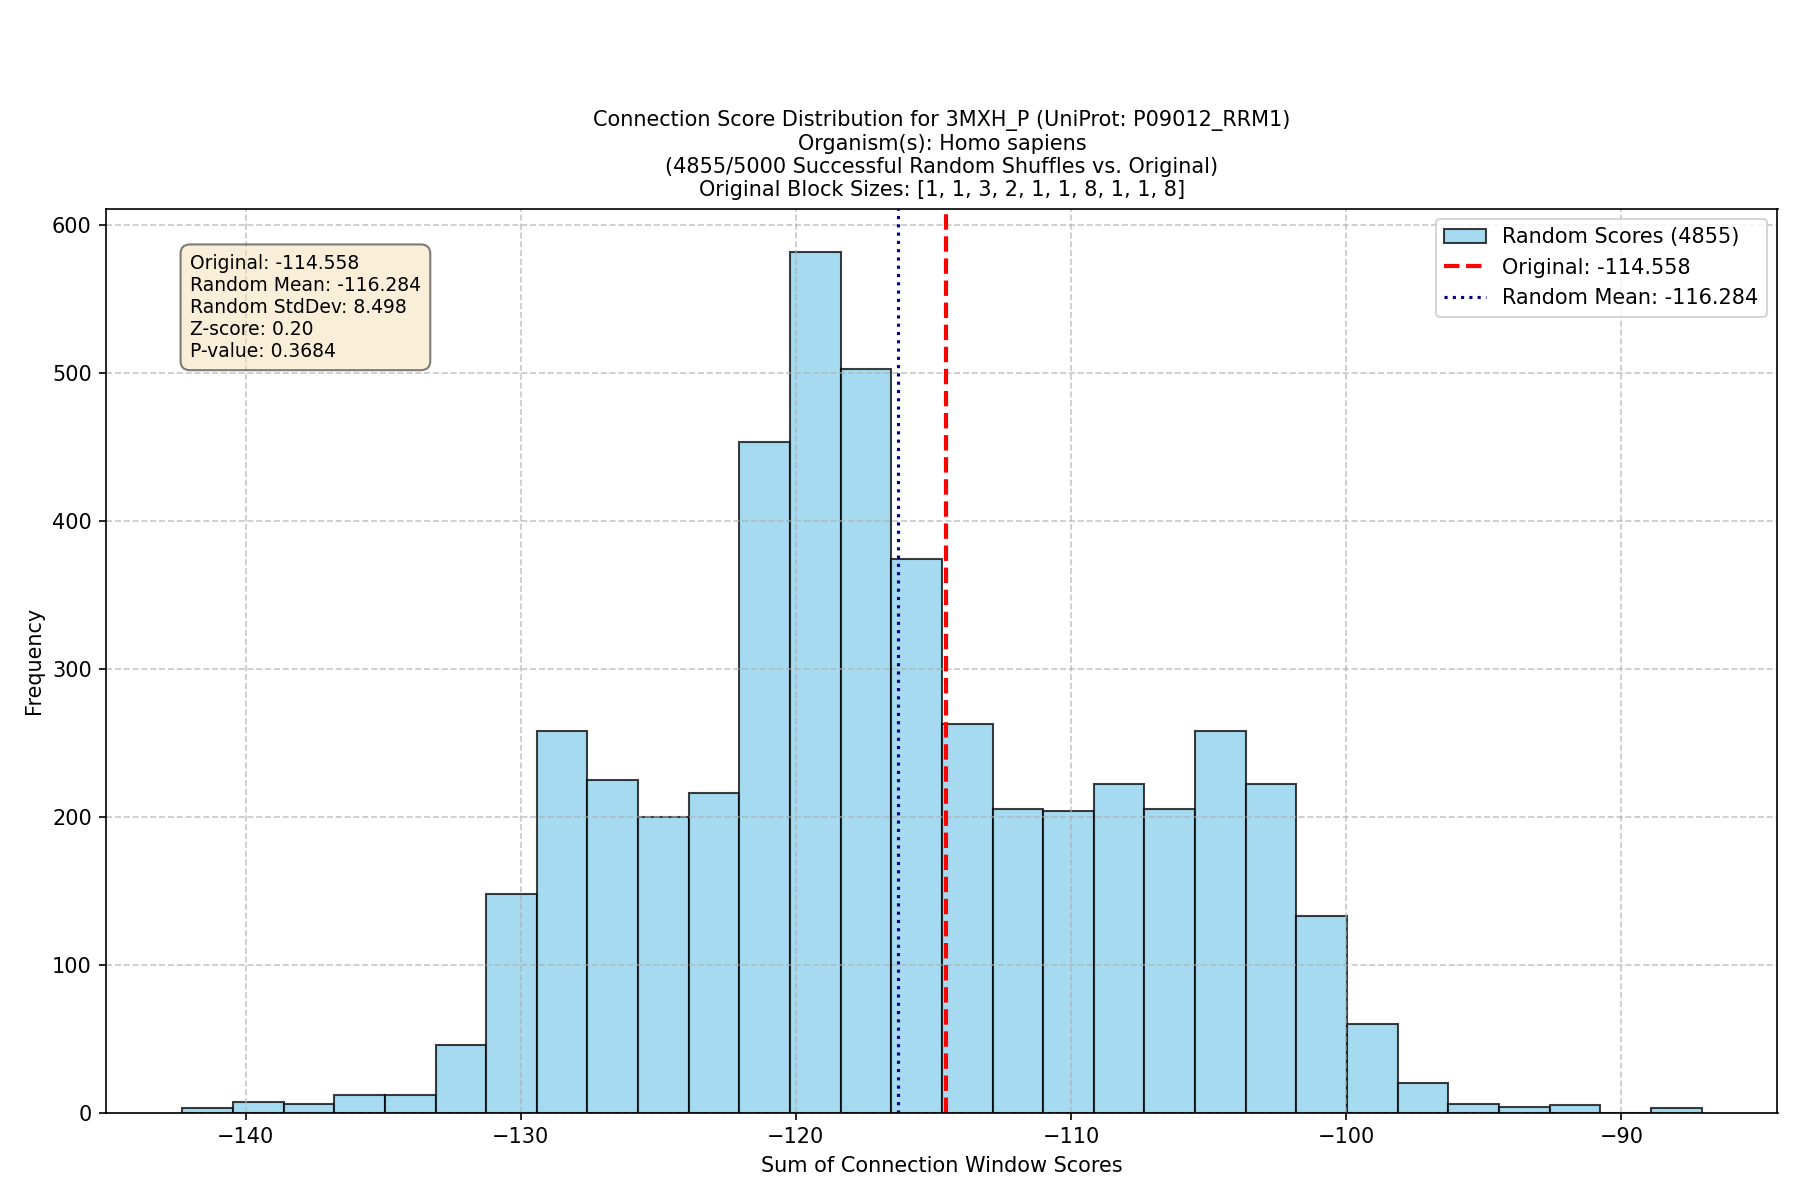 Connection Score Distribution for 3MXH_P (UniProt: P09012_RRM1)
Organism(s): Homo sapiens
(4855/5000 Successful Random Shuffles vs. Original)
Original Block Sizes: [1, 1, 3, 2, 1, 1, 8, 1, 1, 8]
Original: -114.558
Random Mean: -116.284
Random StdDev: 8.498
Z-score: 0.20
P-value: 0.3684
Random Scores (4855)
Original: -114.558
Random Mean: -116.284
Frequency
600
500
400
300
200
100
0
−140
−130
−120
−110
−100
−90
Sum of Connection Window Scores